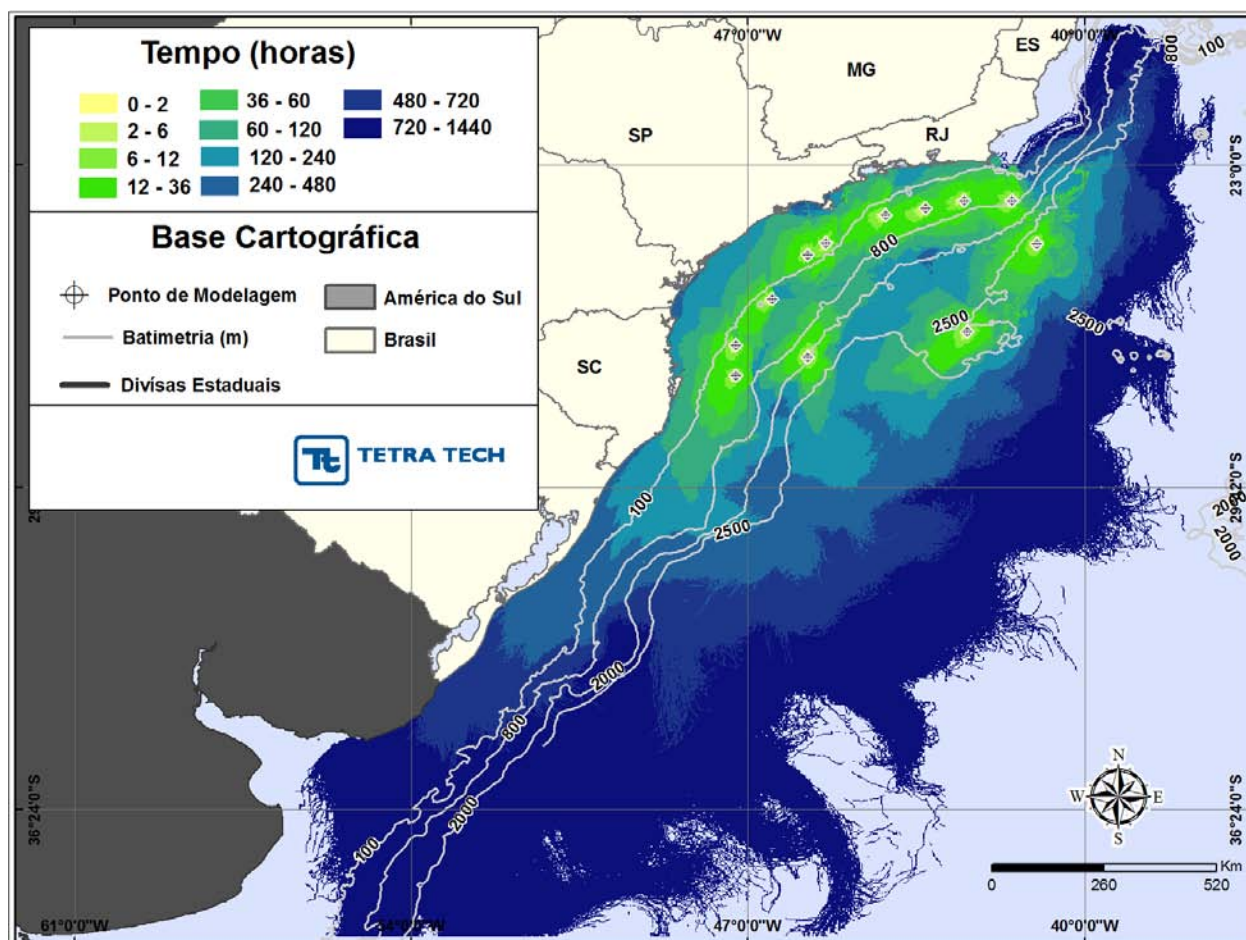 Tempo (horas)
0 - 2
2 - 6
6 - 12
12 - 36
36 - 60
60 - 120
120 - 240
240 - 480
480 - 720
720 - 1440
Base Cartográfica
Ponto de Modelagem
Batimetria (m)
Divísas Estaduais
América do Sul
Brasil
Tt
TETRA TECH
47°0'0"W
40°0'0"W
ES
MG
SP
RJ
SC
100
800
23°0'0"S
800
2500
2500
100
2500
2000
2000
2000
800
2000
100
36°24'0"S
36°24'0"S
N
W
E
S
Km
0
260
520
61°0'0"W
47°0'0"W
40°0'0"W